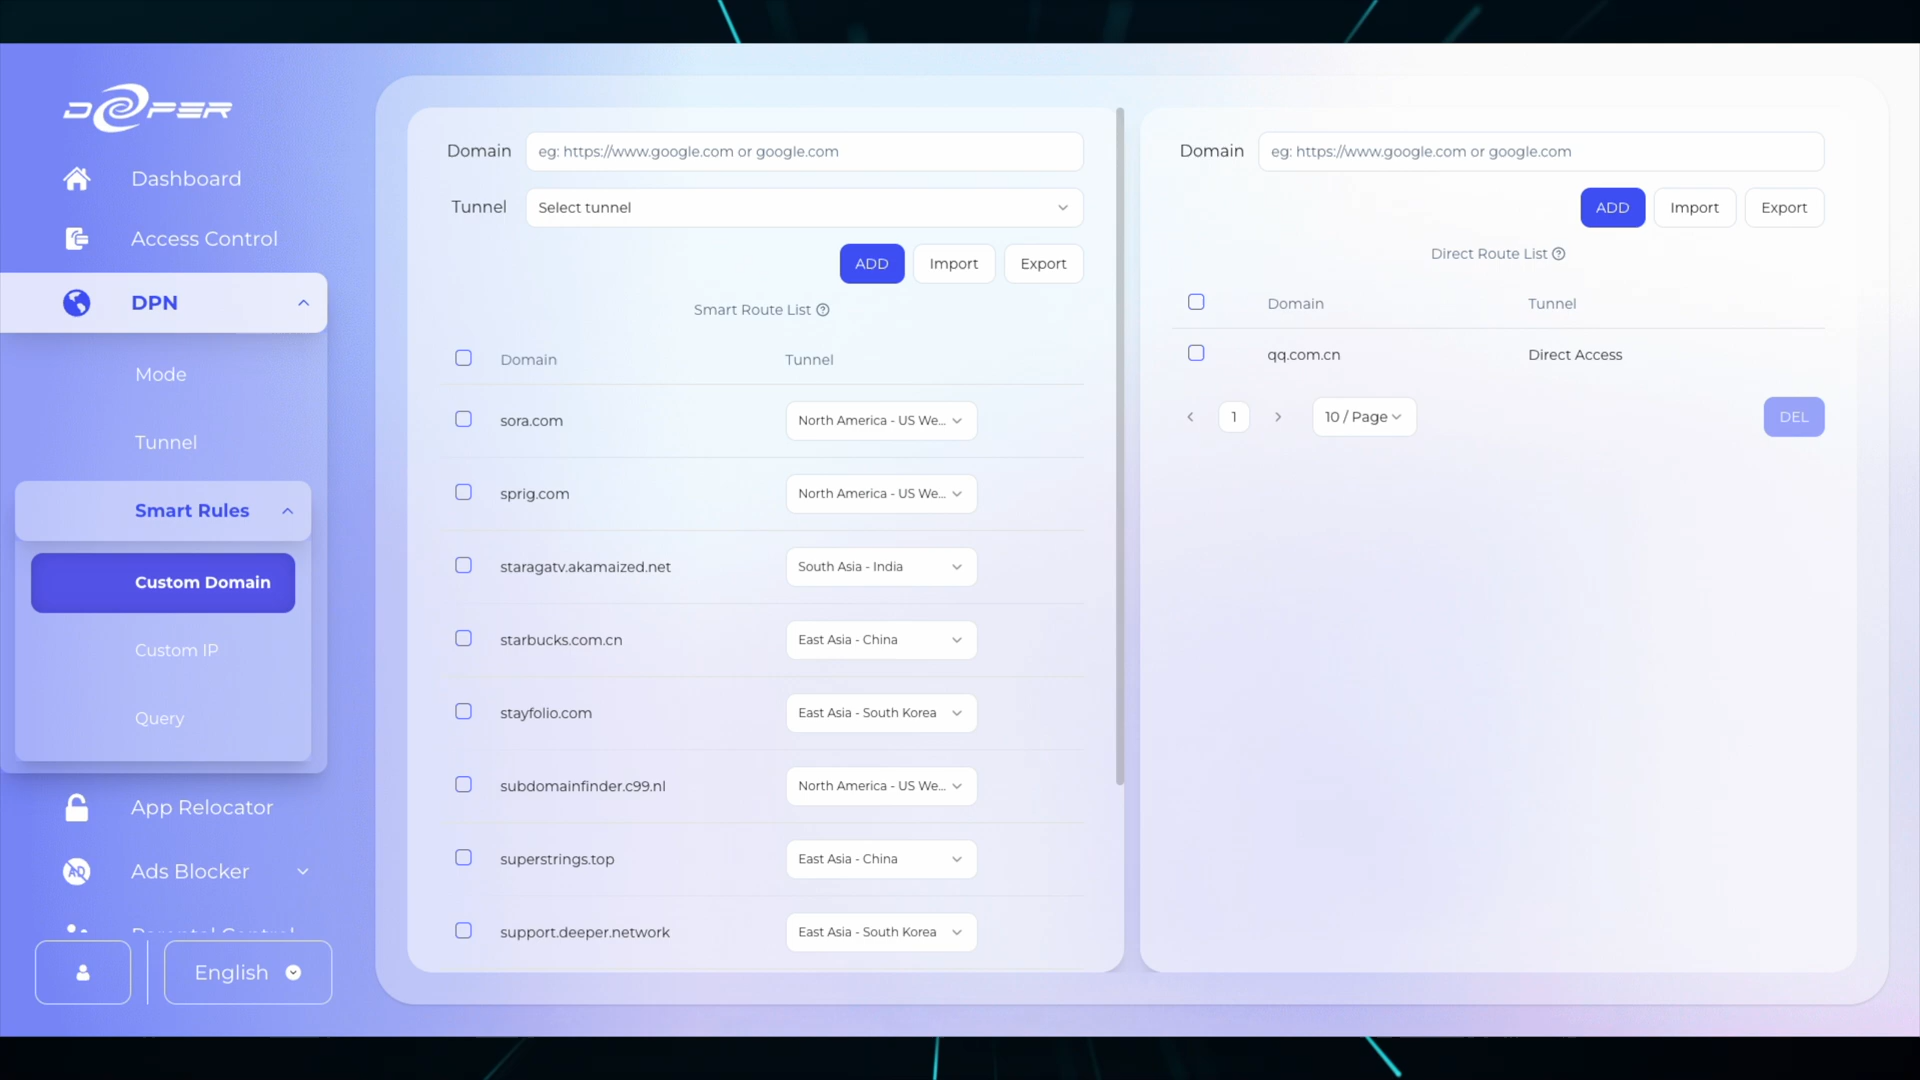 DEEPER
Dashboard
Access Control
DPN
Mode
Tunnel
Smart Rules
Custom Domain
Custom IP
Query
App Relocator
AD
Ads Blocker
Parental Control
English
Domain
eg: https://www.google.com or google.com
Tunnel
Select tunnel
ADD
Import
Export
Smart Route List
Domain Tunnel
sora.com North America - US We...
sprig.com North America - US We...
staragatv.akamaized.net South Asia - India
starbucks.com.cn East Asia - China
stayfolio.com East Asia - South Korea
subdomainfinder.c99.nl North America - US We...
superstrings.top East Asia - China
support.deeper.network East Asia - South Korea
Domain
eg: https://www.google.com or google.com
ADD
Import
Export
Direct Route List
Domain Tunnel
qq.com.cn Direct Access
1
10 / Page
DEL